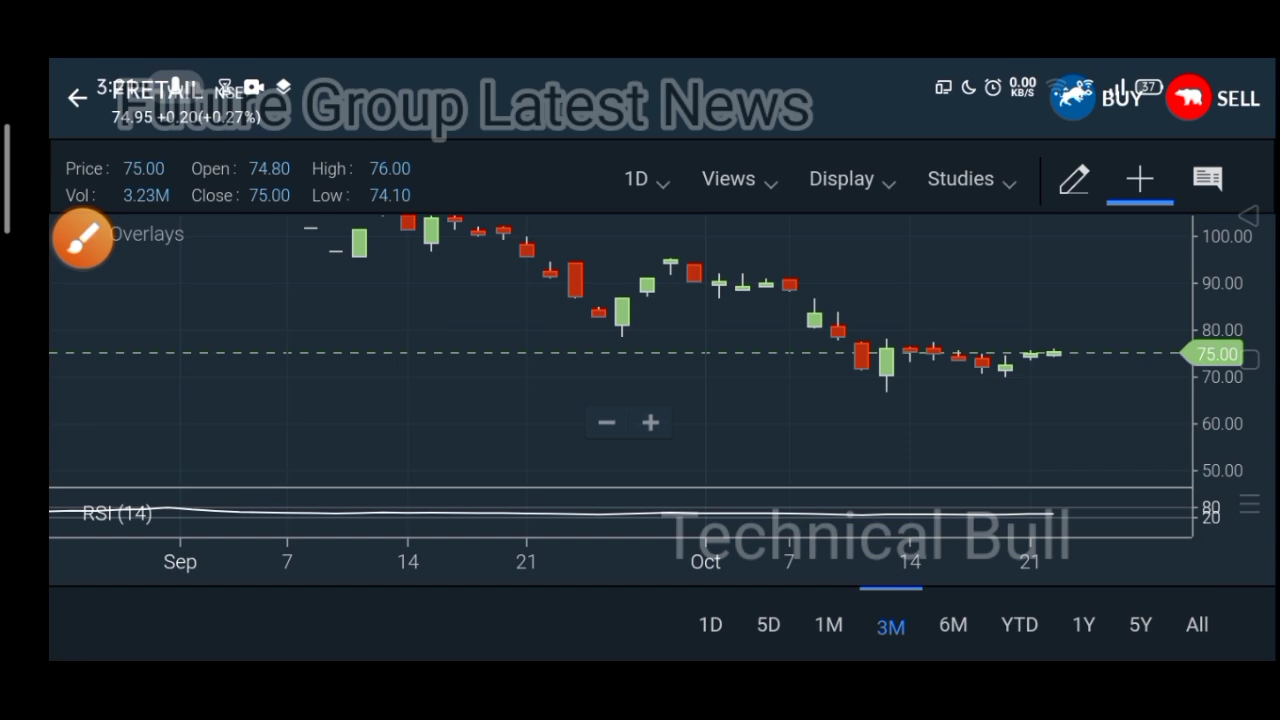 Future Group Latest News
FRETAIL NSE
74.95 +0.20(+0.27%)
0.00
KB/S
37
BUY
SELL
Price: 75.00 Open: 74.80 High: 76.00
Vol: 3.23M Close: 75.00 Low: 74.10
1D Views Display Studies
Overlays
100.00
90.00
80.00
75.00
70.00
60.00
50.00
RSI (14)
80
20
Technical Bull
Sep 7 14 21 Oct 7 14 21
1D 5D 1M 3M 6M YTD 1Y 5Y All